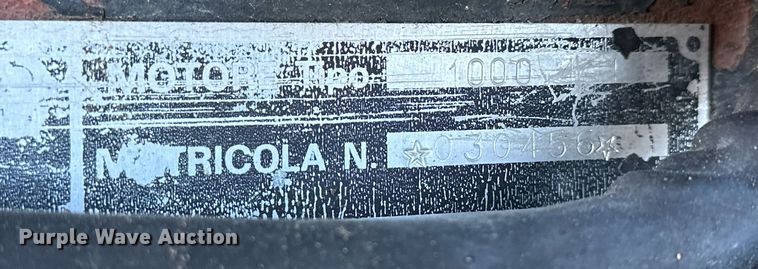 MOTORE Tipo 1000
MATRICOLA N. ☆030456☆
Purple Wave Auction